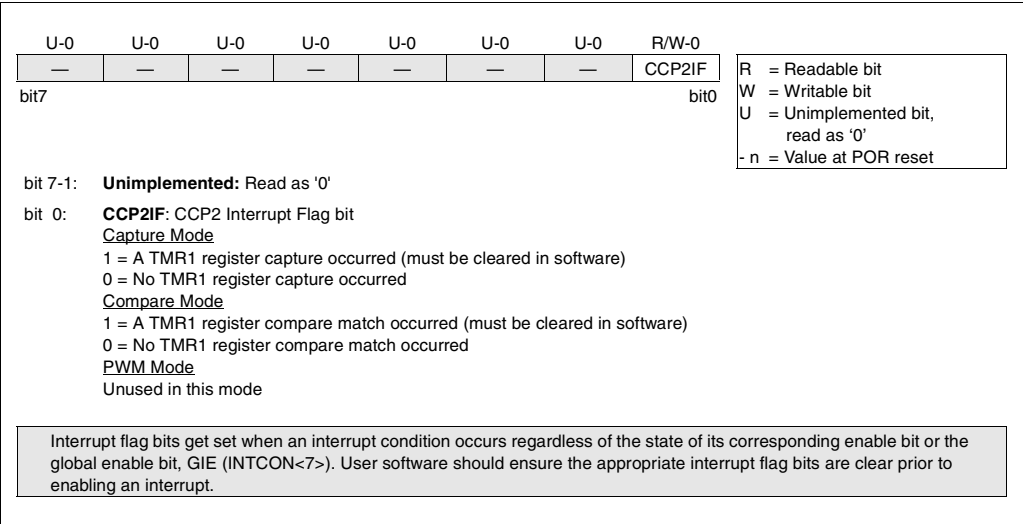 U-0 U-0 U-0 U-0 U-0 U-0 U-0 R/W-0
— — — — — — — CCP2IF
bit7 bit0
R = Readable bit
W = Writable bit
U = Unimplemented bit,
read as ‘0’
- n = Value at POR reset
bit 7-1: Unimplemented: Read as '0'
bit 0: CCP2IF: CCP2 Interrupt Flag bit
Capture Mode
1 = A TMR1 register capture occurred (must be cleared in software)
0 = No TMR1 register capture occurred
Compare Mode
1 = A TMR1 register compare match occurred (must be cleared in software)
0 = No TMR1 register compare match occurred
PWM Mode
Unused in this mode
Interrupt flag bits get set when an interrupt condition occurs regardless of the state of its corresponding enable bit or the
global enable bit, GIE (INTCON<7>). User software should ensure the appropriate interrupt flag bits are clear prior to
enabling an interrupt.